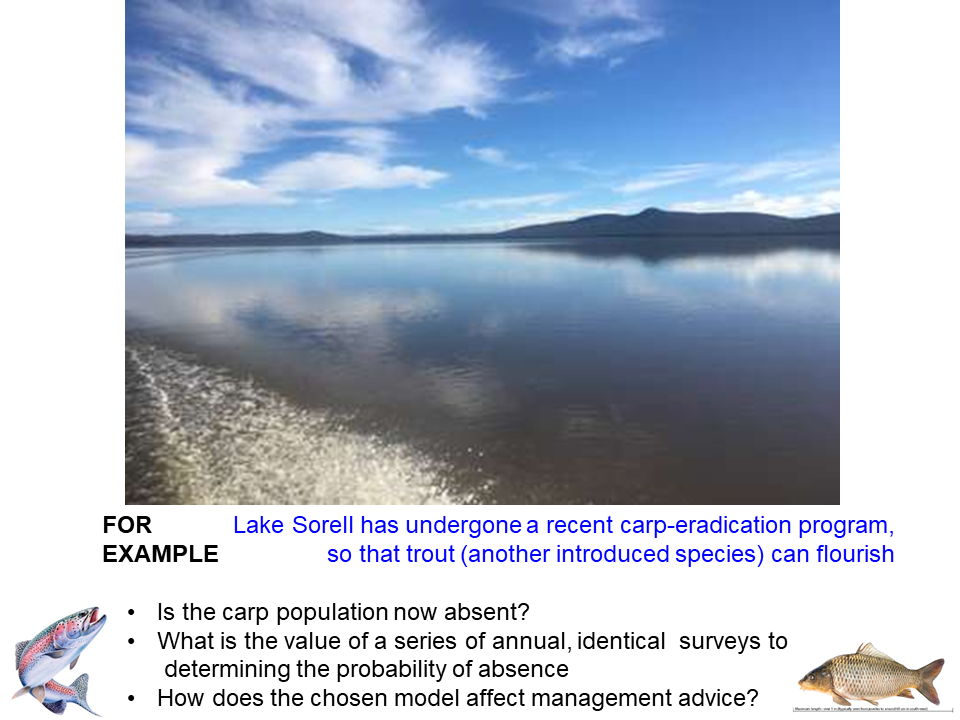 FOR EXAMPLE
Lake Sorell has undergone a recent carp-eradication program,
so that trout (another introduced species) can flourish
• Is the carp population now absent?
• What is the value of a series of annual, identical  surveys to
determining the probability of absence
• How does the chosen model affect management advice?